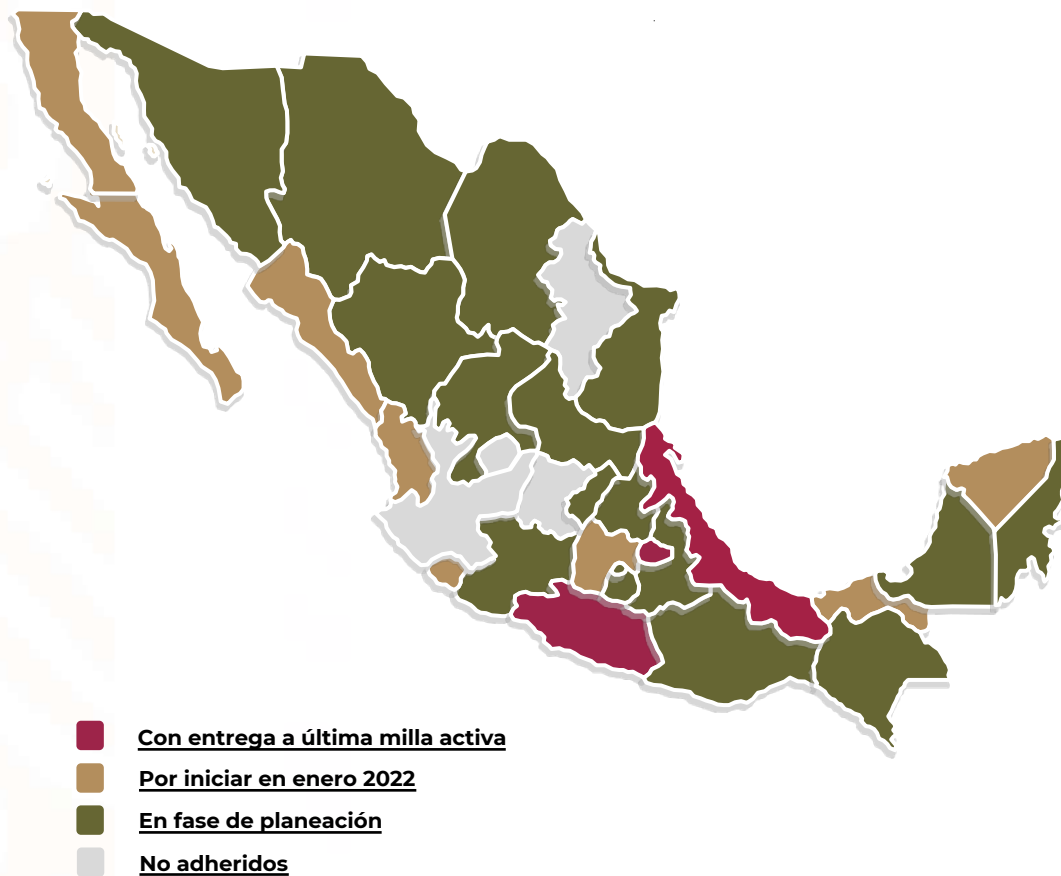 Con entrega a última milla activa
Por iniciar en enero 2022
En fase de planeación
No adheridos